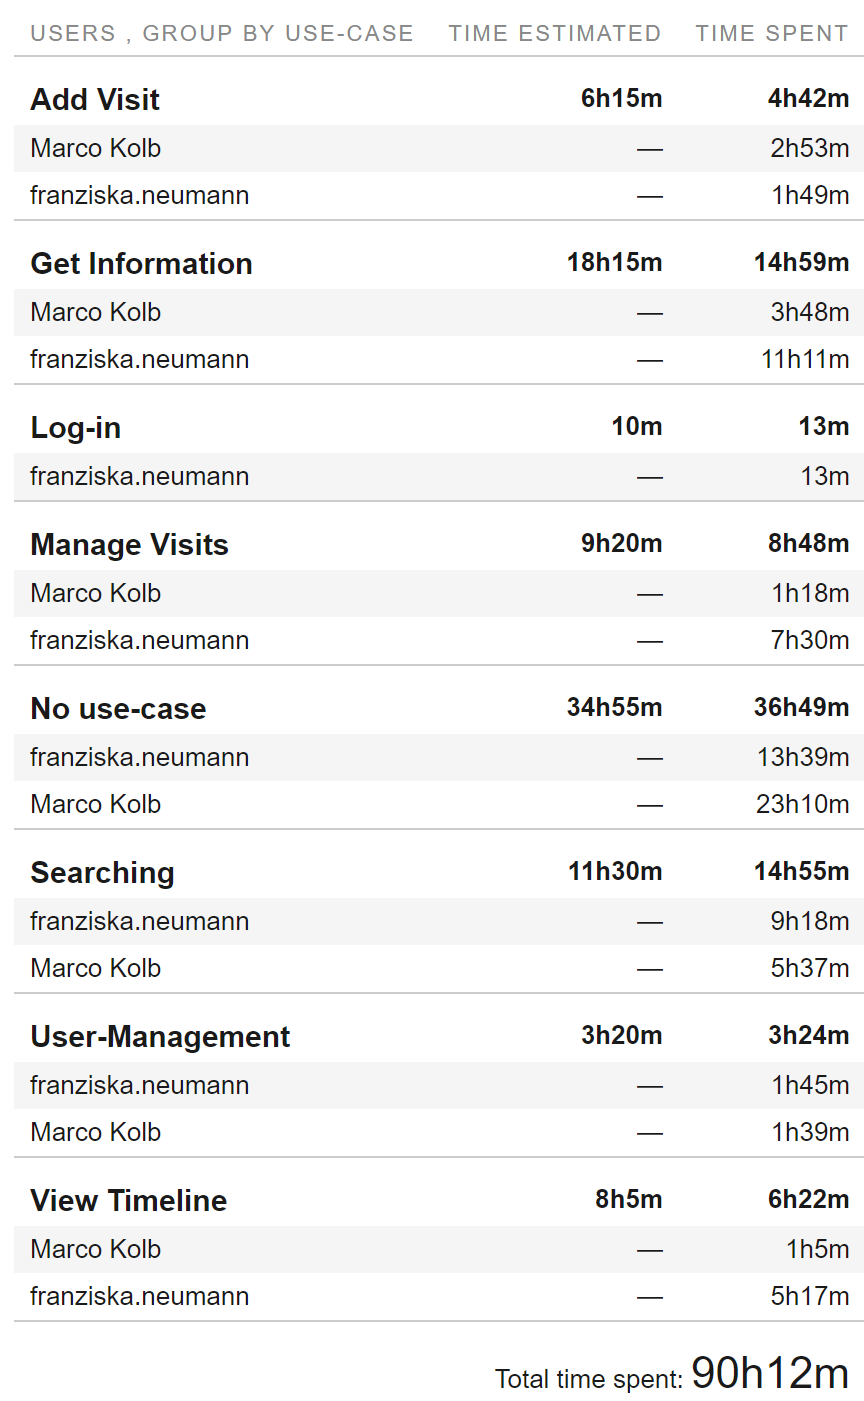 USERS , GROUP BY USE-CASE TIME ESTIMATED TIME SPENT
Add Visit 6h15m 4h42m
Marco Kolb — 2h53m
franziska.neumann — 1h49m
Get Information 18h15m 14h59m
Marco Kolb — 3h48m
franziska.neumann — 11h11m
Log-in 10m 13m
franziska.neumann — 13m
Manage Visits 9h20m 8h48m
Marco Kolb — 1h18m
franziska.neumann — 7h30m
No use-case 34h55m 36h49m
franziska.neumann — 13h39m
Marco Kolb — 23h10m
Searching 11h30m 14h55m
franziska.neumann — 9h18m
Marco Kolb — 5h37m
User-Management 3h20m 3h24m
franziska.neumann — 1h45m
Marco Kolb — 1h39m
View Timeline 8h5m 6h22m
Marco Kolb — 1h5m
franziska.neumann — 5h17m
Total time spent: 90h12m